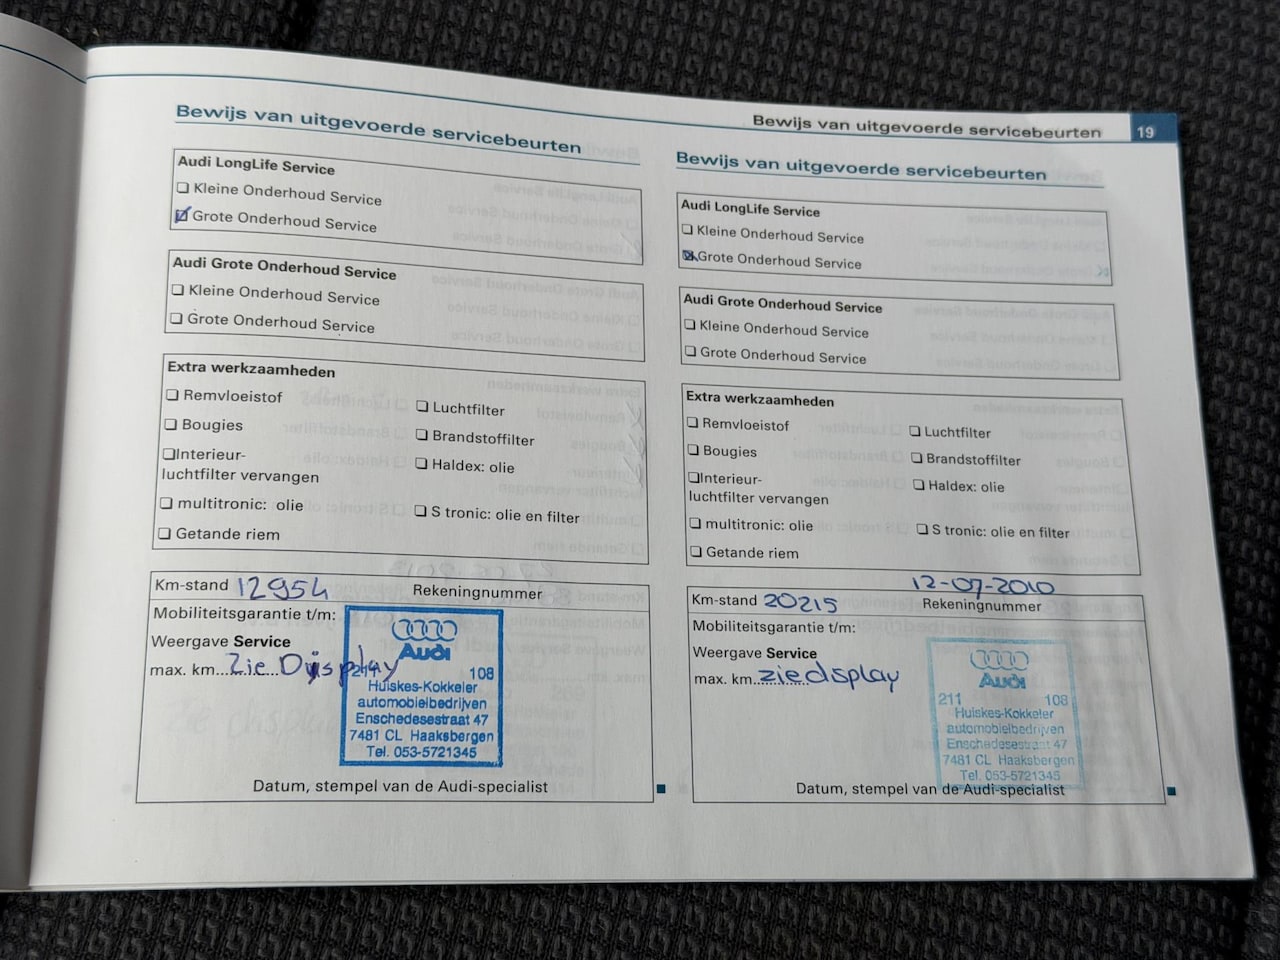 Bewijs van uitgevoerde servicebeurten 19
Bewijs van uitgevoerde servicebeurten
Audi LongLife Service
Kleine Onderhoud Service
Grote Onderhoud Service
Audi Grote Onderhoud Service
Kleine Onderhoud Service
Grote Onderhoud Service
Extra werkzaamheden
Remvloeistof
Luchtfilter
Bougies
Brandstoffilter
Interieur-
luchtfilter vervangen
Haldex: olie
multitronic: olie
S tronic: olie en filter
Getande riem
Km-stand 12954 Rekeningnummer
Mobiliteitsgarantie t/m:
Weergave Service
max. km...Zie Display
Audi
108
Huiskes-Kokkeler
automobielbedrijven
Enschedesestraat 47
7481 CL Haaksbergen
Tel. 053-5721345
Datum, stempel van de Audi-specialist
Bewijs van uitgevoerde servicebeurten
Audi LongLife Service
Kleine Onderhoud Service
Grote Onderhoud Service
Audi Grote Onderhoud Service
Kleine Onderhoud Service
Grote Onderhoud Service
Extra werkzaamheden
Remvloeistof
Luchtfilter
Bougies
Brandstoffilter
Interieur-
luchtfilter vervangen
Haldex: olie
multitronic: olie
S tronic: olie en filter
Getande riem
12-07-2010
Km-stand 20215 Rekeningnummer
Mobiliteitsgarantie t/m:
Weergave Service
max. km...zie display
Audi
211 108
Huiskes-Kokkeler
automobielbedrijven
Enschedesestraat 47
7481 CL Haaksbergen
Tel. 053-5721345
Datum, stempel van de Audi-specialist